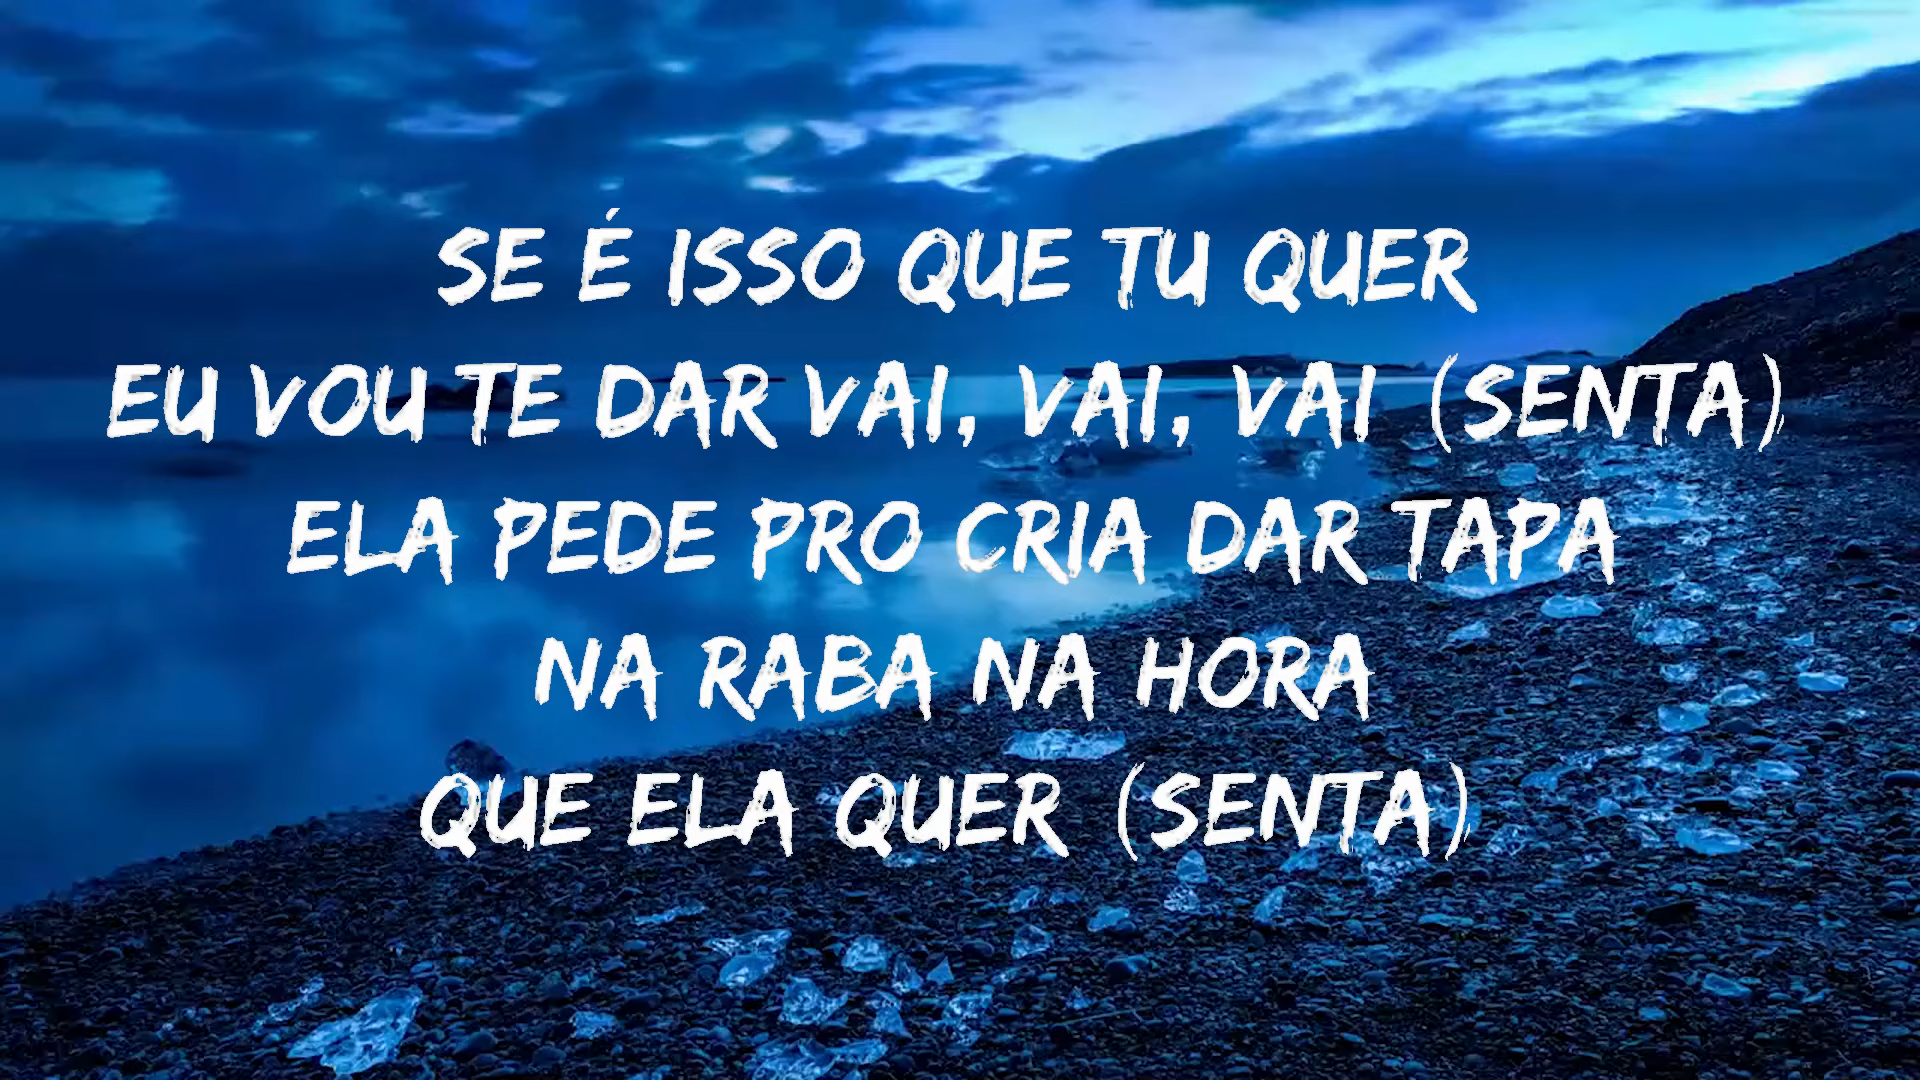 SE É ISSO QUE TU QUER
EU VOU TE DAR VAI, VAI, VAI (SENTA)
ELA PEDE PRO CRIA DAR TAPA
NA RABA NA HORA
QUE ELA QUER (SENTA)